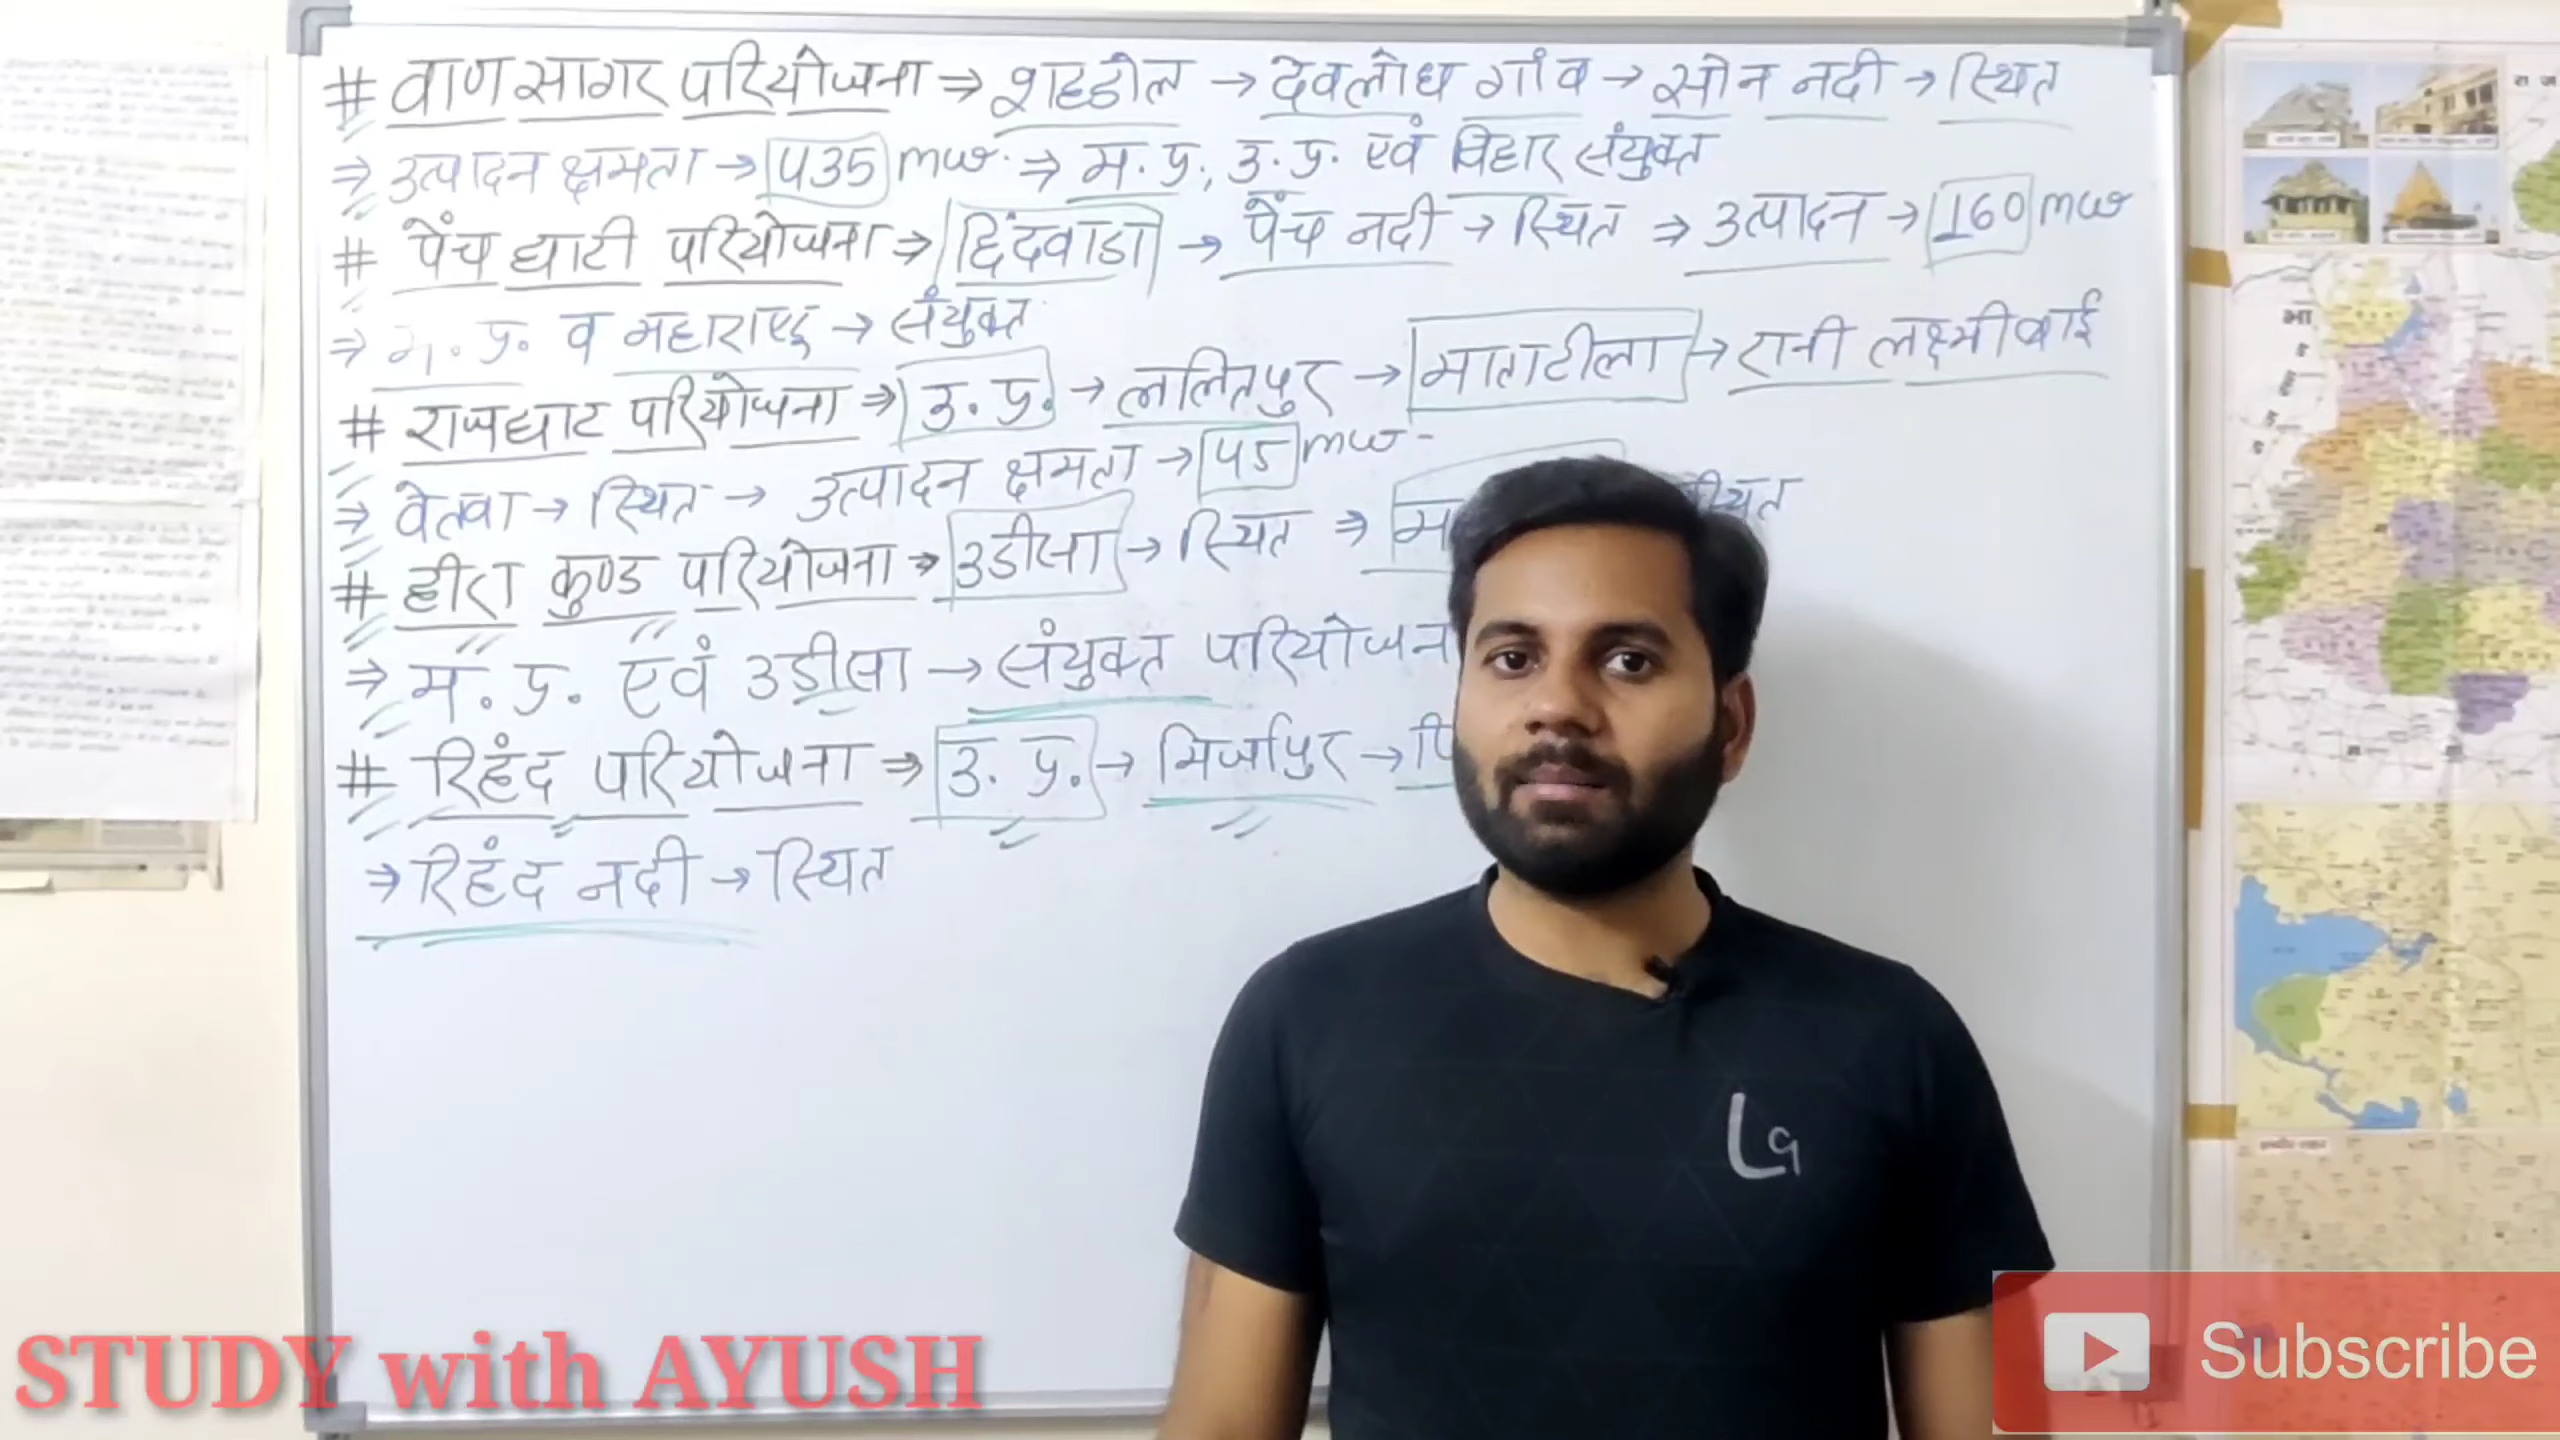 # वाणसागर परियोजना ⇒ शहडोल → देवलोंध गांव → सोन नदी → स्थित
⇒ उत्पादन क्षमता → 435 mw. ⇒ म.प्र., उ.प्र. एवं बिहार संयुक्त
# पेंच घाटी परियोजना ⇒ छिंदवाडा → पेंच नदी → स्थित ⇒ उत्पादन → 160 mw
⇒ म.प्र. व महाराष्ट्र → संयुक्त
# राजघाट परियोजना ⇒ उ.प्र. → ललितपुर → माताटीला → रानी लक्ष्मीबाई
⇒ वेतवा → स्थित → उत्पादन क्षमता → 45 mw
# हीरा कुण्ड परियोजना → उडीसा → स्थित ⇒
⇒ म.प्र. एवं उडीसा → संयुक्त परियोजना
# रिहंद परियोजना ⇒ उ.प्र. → मिर्जापुर →
⇒ रिहंद नदी → स्थित
STUDY with AYUSH
Subscribe